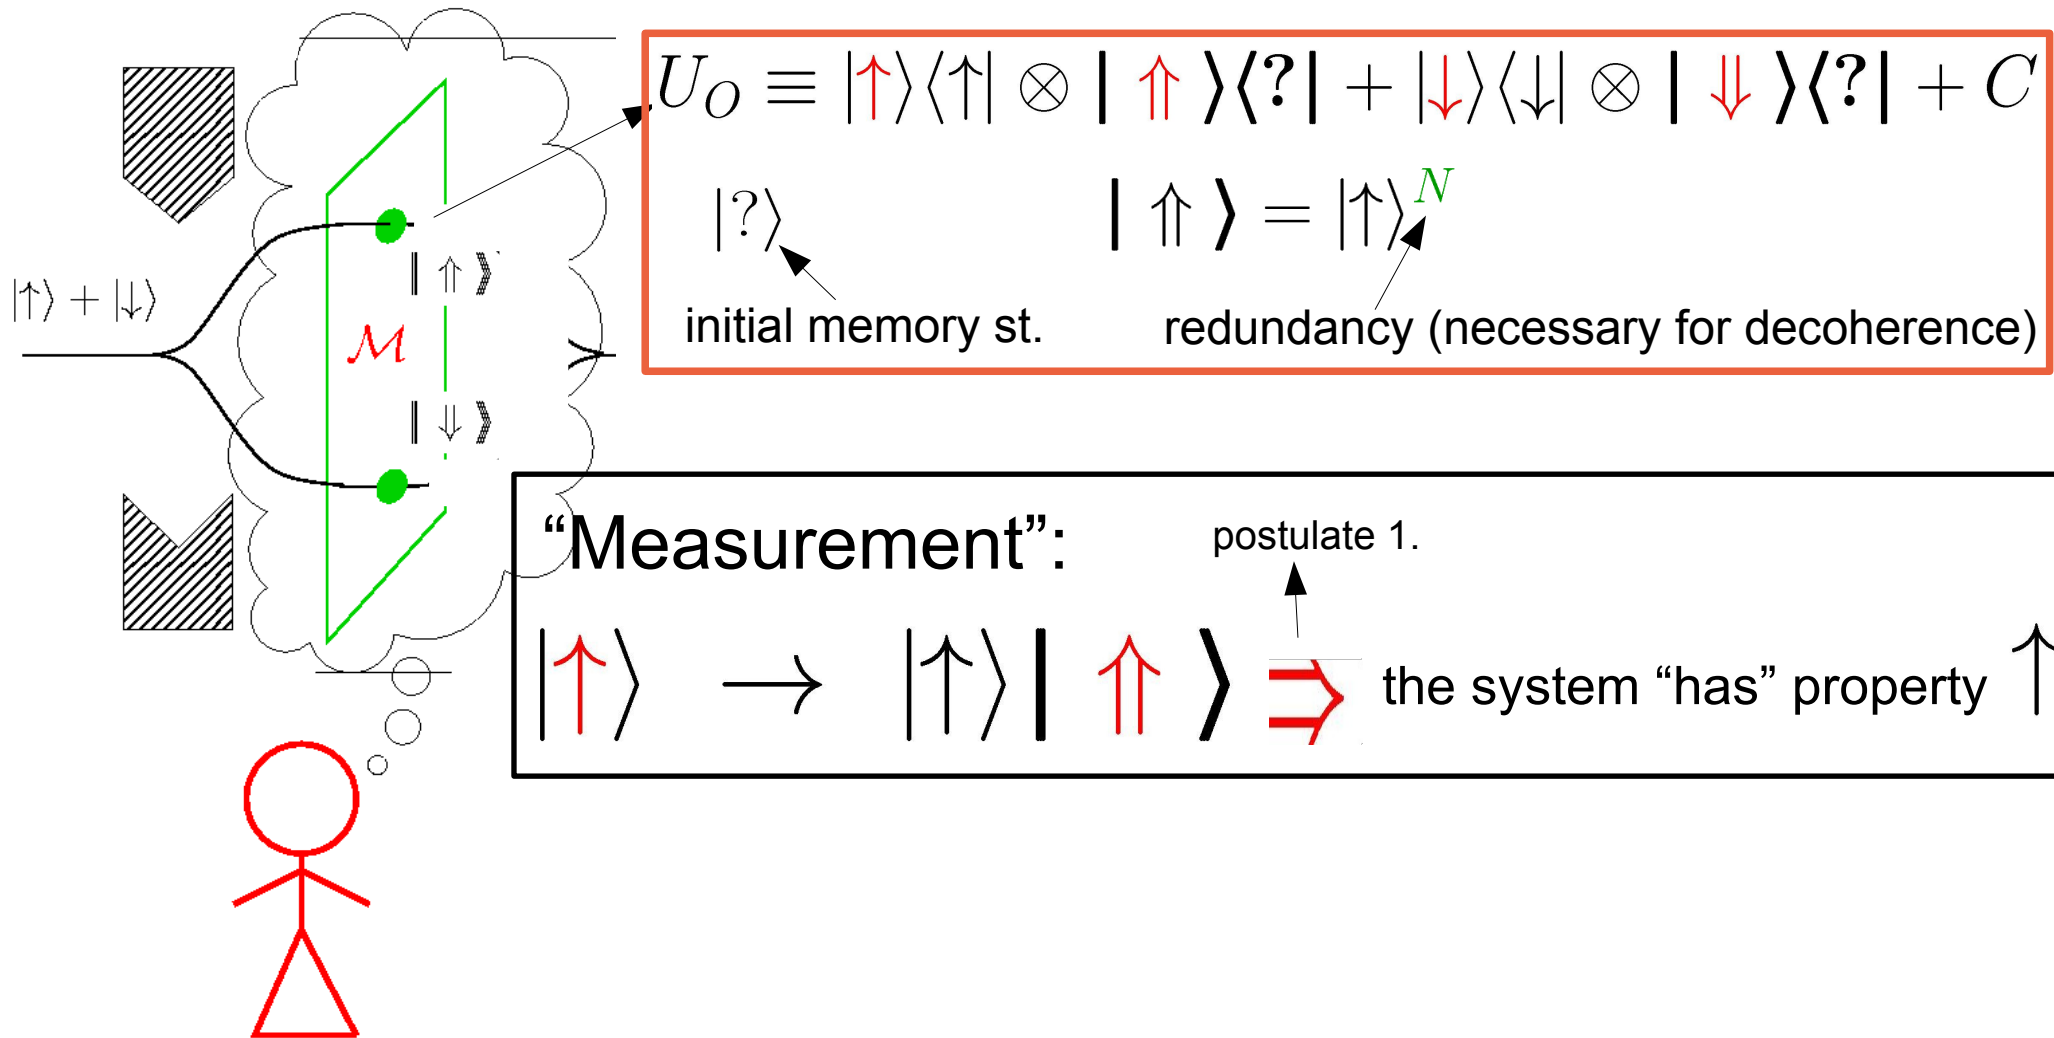 U_O ≡ |↑⟩⟨↑| ⊗ | ⇑ ⟩⟨?| + |↓⟩⟨↓| ⊗ | ⇓ ⟩⟨?| + C
|?⟩ | ⇑ ⟩ = |↑⟩^N
initial memory st. redundancy (necessary for decoherence)
|↑⟩ + |↓⟩
| ⇑ ⟩
ℳ
| ⇓ ⟩
“Measurement”: postulate 1.
|↑⟩ → |↑⟩| ⇑ ⟩ ⇒ the system “has” property ↑